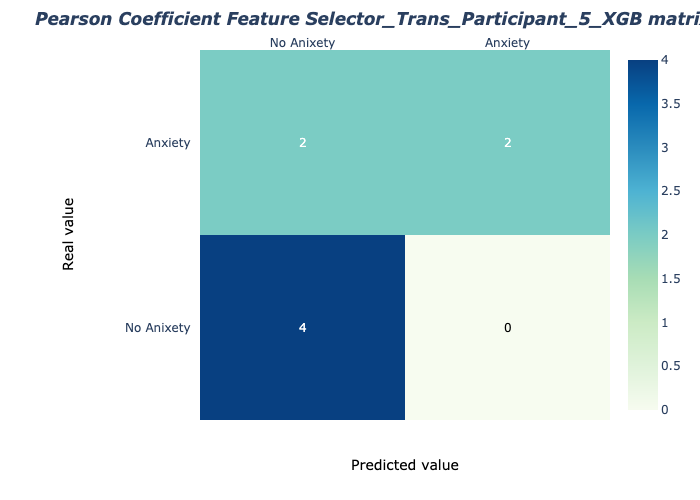 Pearson Coefficient Feature Selector_Trans_Participant_5_XGB
No Anixety Anxiety
4
3.5
3
2.5
2
1.5
1
0.5
0
Anxiety
No Anixety
2 2
4 0
Real value
Predicted value